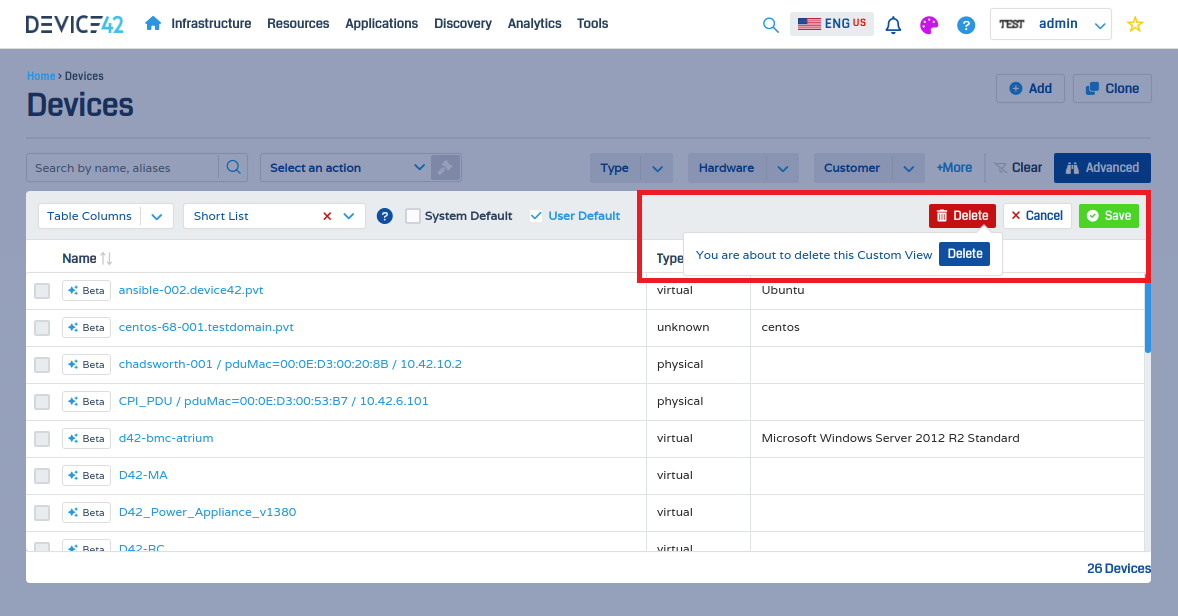 DEVICE42 Infrastructure Resources Applications Discovery Analytics Tools ENG US ? TEST admin
Home › Devices
Devices
Add Clone
Search by name, aliases Select an action Type Hardware Customer +More Clear Advanced
Table Columns Short List ? System Default User Default Delete Cancel Save
You are about to delete this Custom View Delete
Name Type
Beta ansible-002.device42.pvt virtual Ubuntu
Beta centos-68-001.testdomain.pvt unknown centos
Beta chadsworth-001 / pduMac=00:0E:D3:00:20:8B / 10.42.10.2 physical
Beta CPI_PDU / pduMac=00:0E:D3:00:53:B7 / 10.42.6.101 physical
Beta d42-bmc-atrium virtual Microsoft Windows Server 2012 R2 Standard
Beta D42-MA virtual
Beta D42_Power_Appliance_v1380 virtual
Beta D42-RC virtual
26 Devices